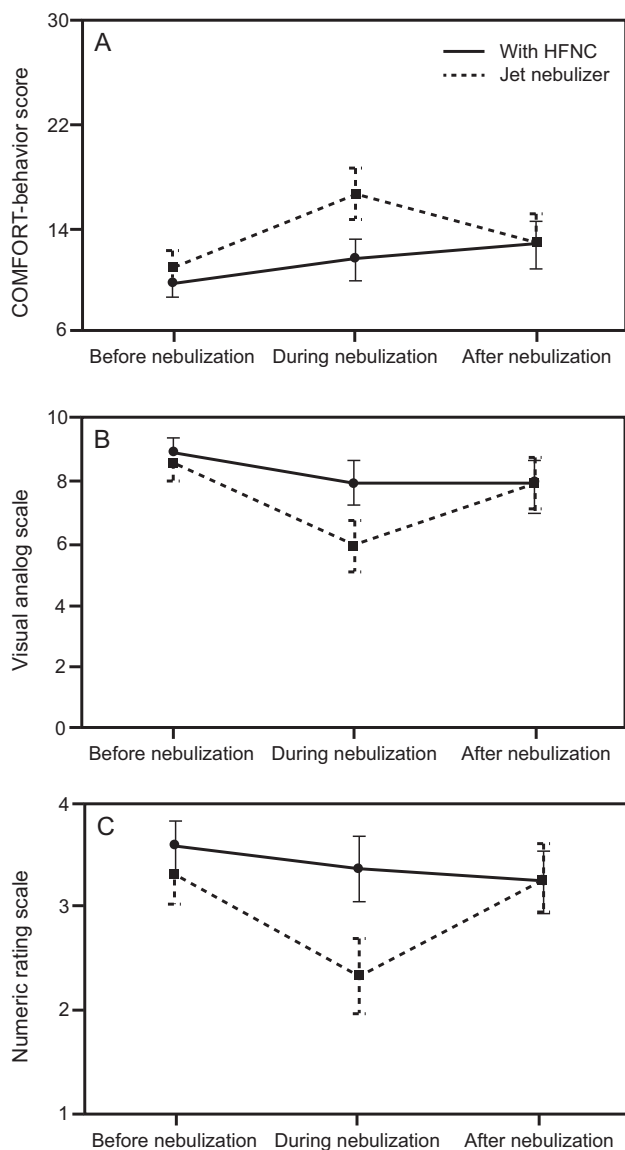 A
With HFNC
Jet nebulizer
COMFORT-behavior score
30
22
14
6
Before nebulization During nebulization After nebulization
B
Visual analog scale
10
8
6
4
2
0
Before nebulization During nebulization After nebulization
C
Numeric rating scale
4
3
2
1
Before nebulization During nebulization After nebulization